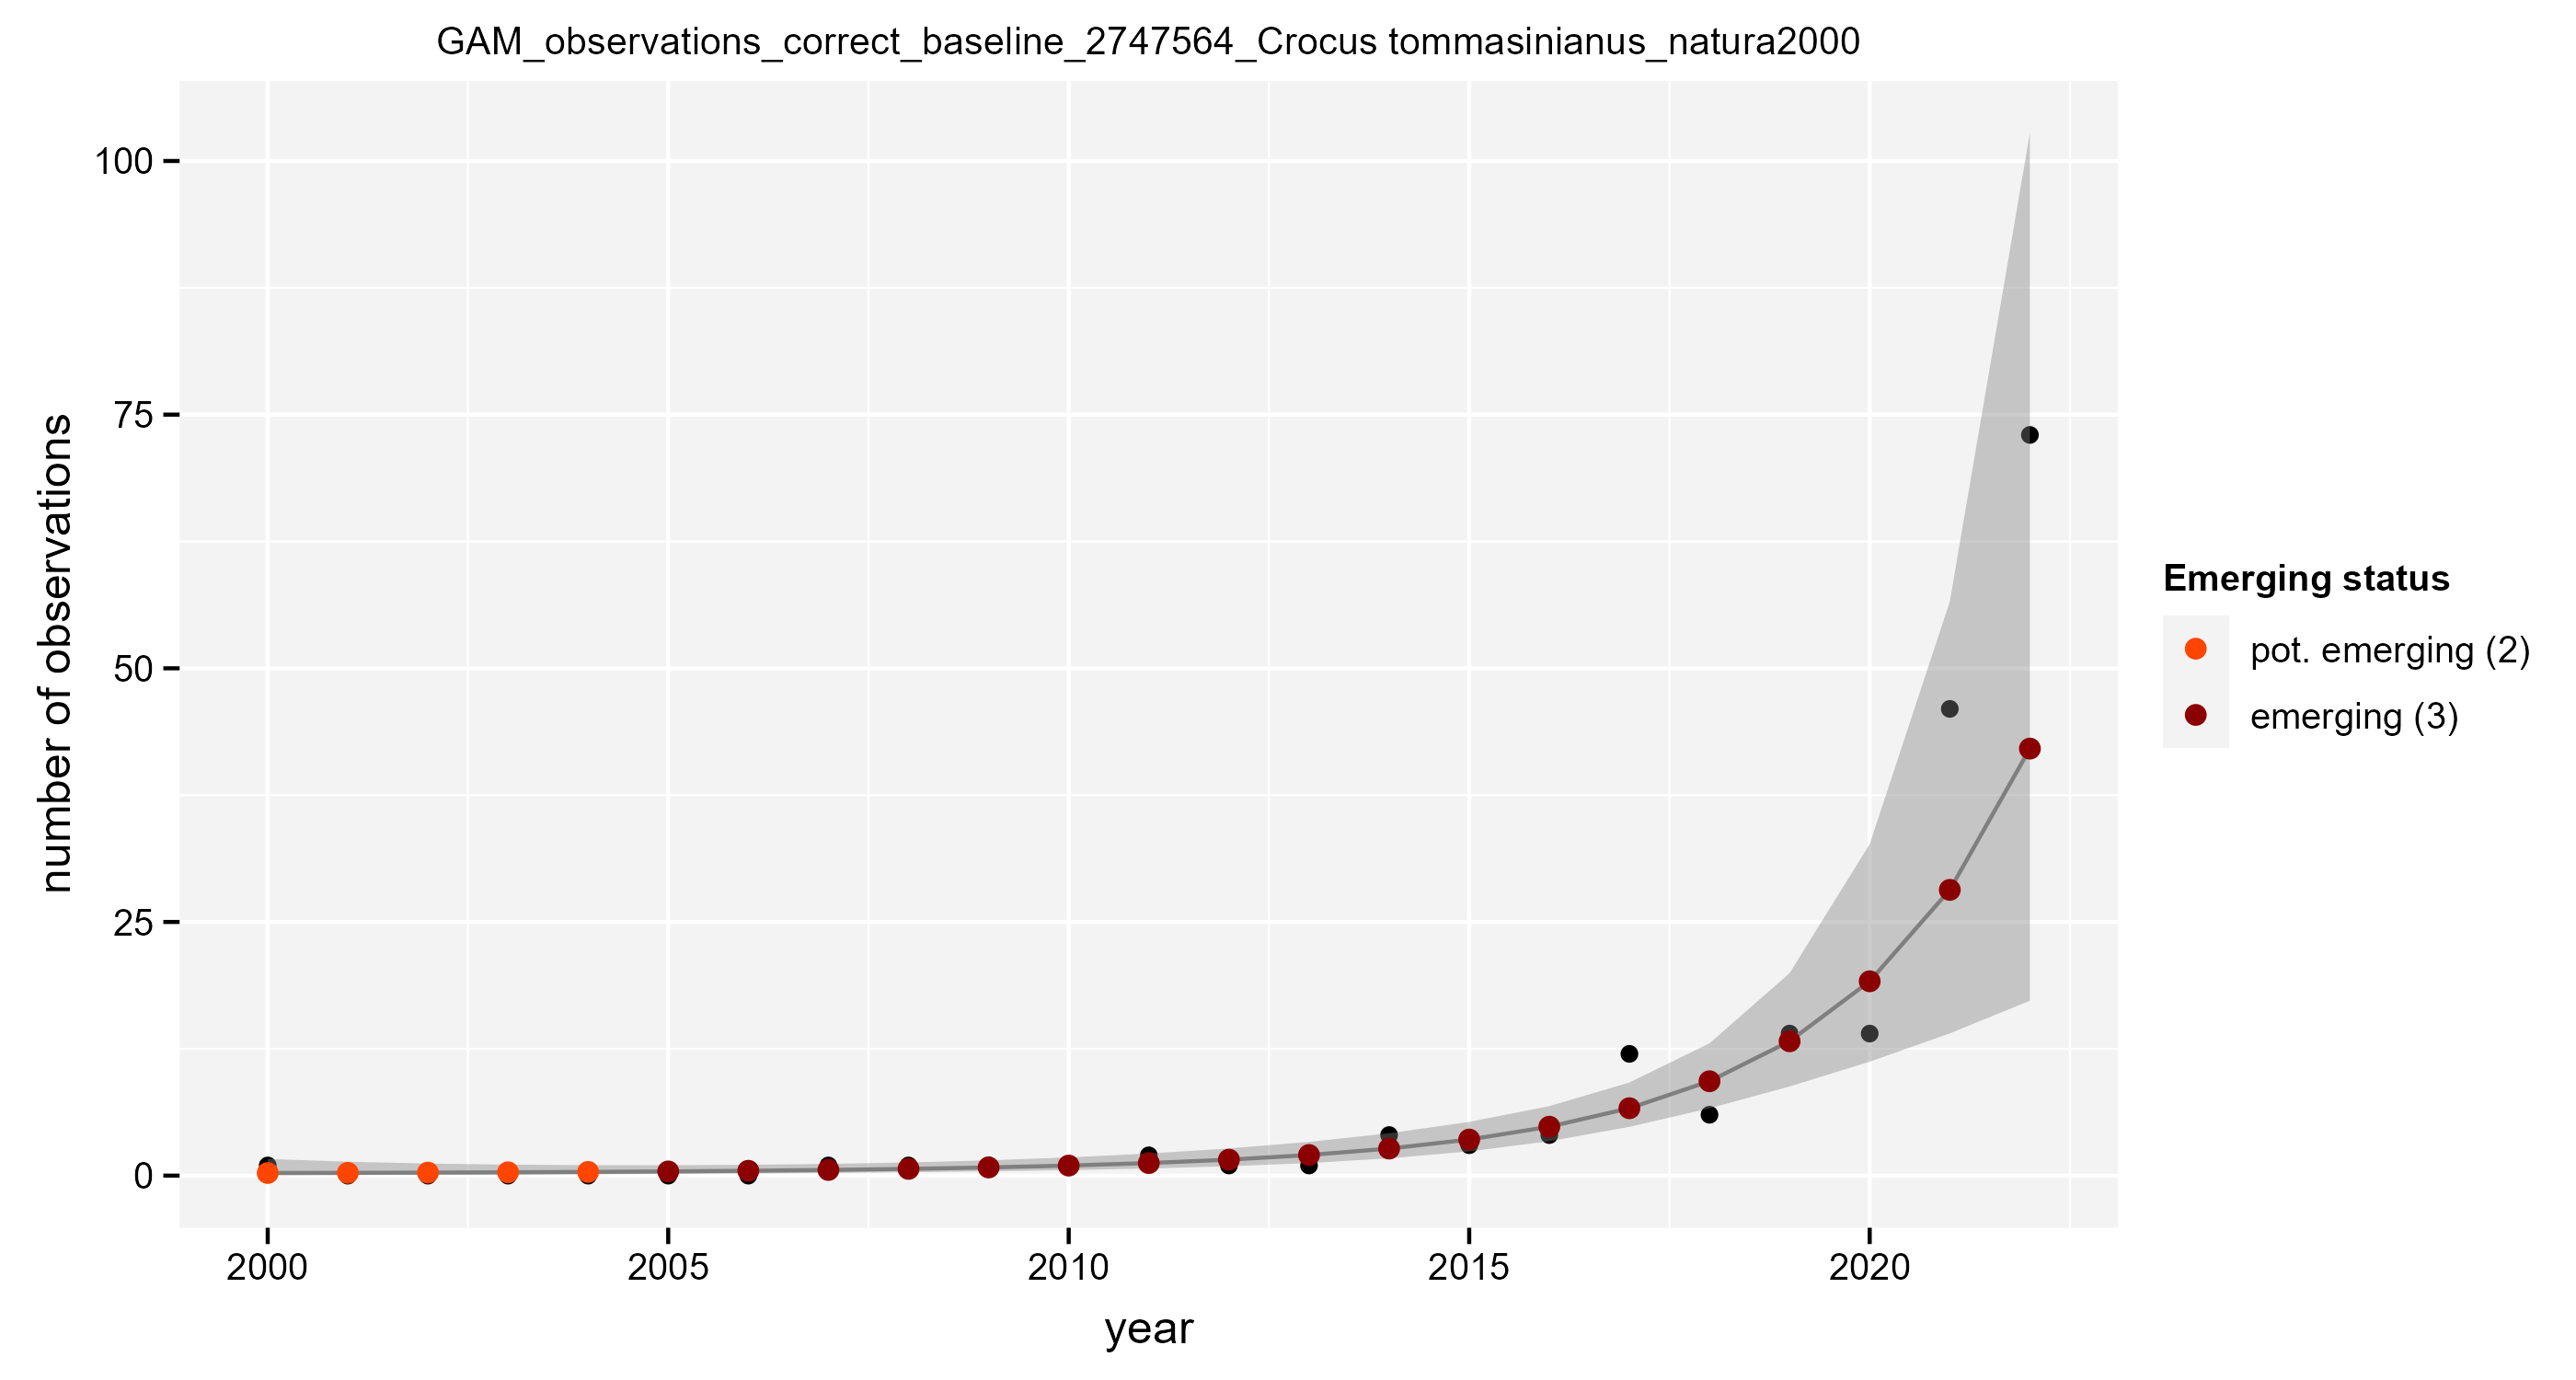 GAM_observations_correct_baseline_2747564_Crocus tommasinianus_natura2000
number of observations
100
75
50
25
0
2000
2005
2010
2015
2020
year
Emerging status
pot. emerging (2)
emerging (3)